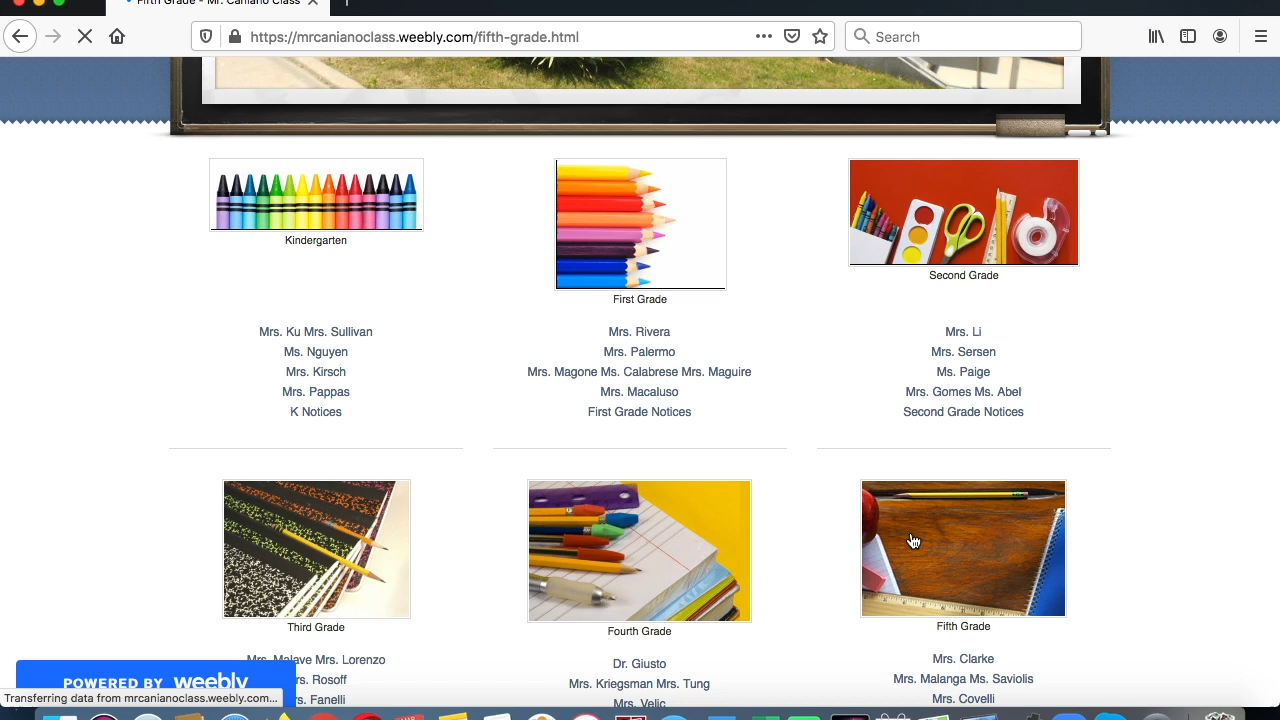 Fifth Grade - Mr. Caniano Class
https://mrcanianoclass.weebly.com/fifth-grade.html
Search
Kindergarten
First Grade
Second Grade
Mrs. Ku Mrs. Sullivan
Mrs. Rivera
Mrs. Li
Ms. Nguyen
Mrs. Palermo
Mrs. Sersen
Mrs. Kirsch
Mrs. Magone Ms. Calabrese Mrs. Maguire
Ms. Paige
Mrs. Pappas
Mrs. Macaluso
Mrs. Gomes Ms. Abel
K Notices
First Grade Notices
Second Grade Notices
Third Grade
Fourth Grade
Fifth Grade
Mrs. Malave Mrs. Lorenzo
Dr. Giusto
Mrs. Clarke
Rosoff
Mrs. Kriegsman Mrs. Tung
Mrs. Malanga Ms. Saviolis
Fanelli
Mrs. Velic
Mrs. Covelli
POWERED BY weebly
Transferring data from mrcanianoclass.weebly.com...